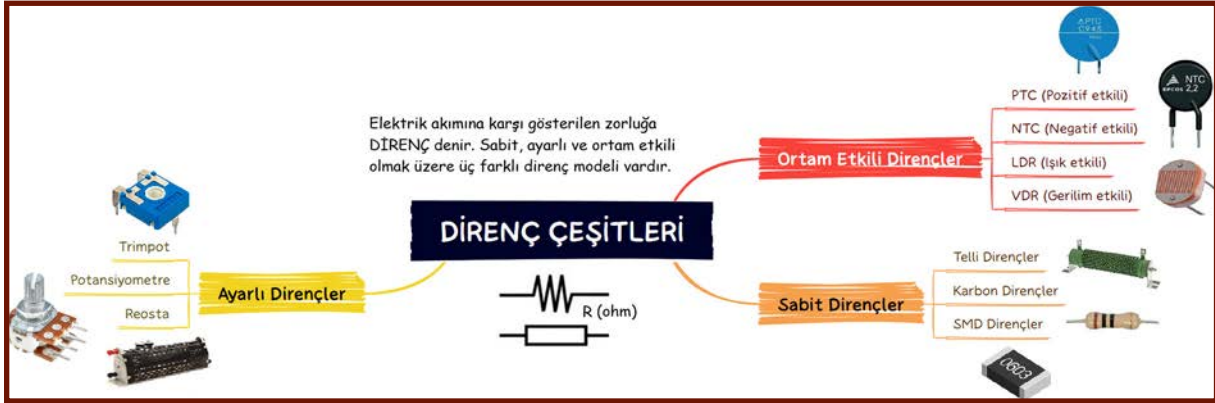 Elektrik akımına karşı gösterilen zorluğa
DİRENÇ denir. Sabit, ayarlı ve ortam etkili
olmak üzere üç farklı direnç modeli vardır.
DİRENÇ ÇEŞİTLERİ
R (ohm)
Ortam Etkili Dirençler
PTC (Pozitif etkili)
NTC (Negatif etkili)
LDR (Işık etkili)
VDR (Gerilim etkili)
PTC
C945
NTC
EPCOS 2,2
Ayarlı Dirençler
Trimpot
Potansiyometre
Reosta
Sabit Dirençler
Telli Dirençler
Karbon Dirençler
SMD Dirençler
0603